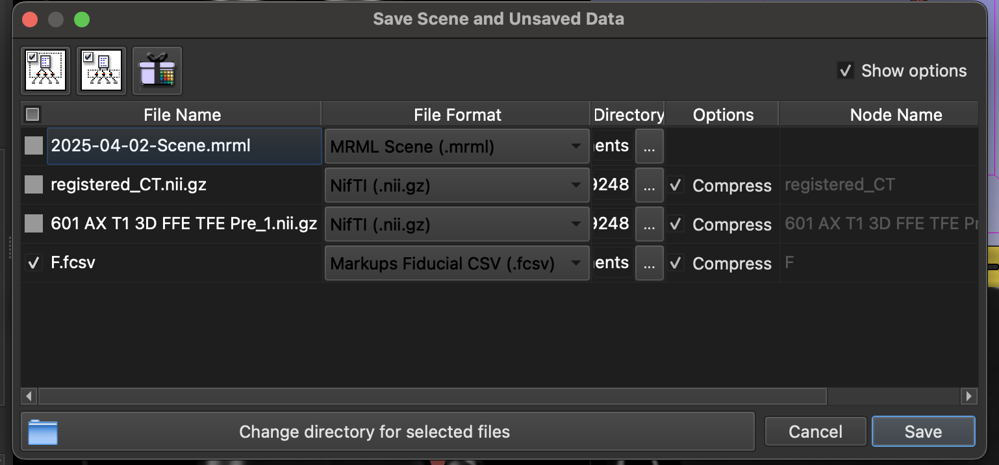 Save Scene and Unsaved Data
Show options
File Name File Format Directory Options Node Name
2025-04-02-Scene.mrml MRML Scene (.mrml) ents ...
registered_CT.nii.gz NifTI (.nii.gz) 9248 ... Compress registered_CT
601 AX T1 3D FFE TFE Pre_1.nii.gz NifTI (.nii.gz) 9248 ... Compress 601 AX T1 3D FFE TFE Pr
F.fcsv Markups Fiducial CSV (.fcsv) ents ... Compress F
Change directory for selected files Cancel Save